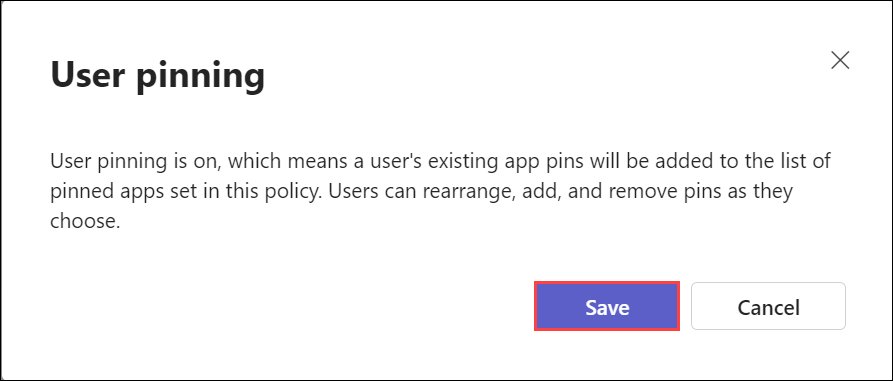 User pinning
User pinning is on, which means a user's existing app pins will be added to the list of
pinned apps set in this policy. Users can rearrange, add, and remove pins as they
choose.
Save
Cancel